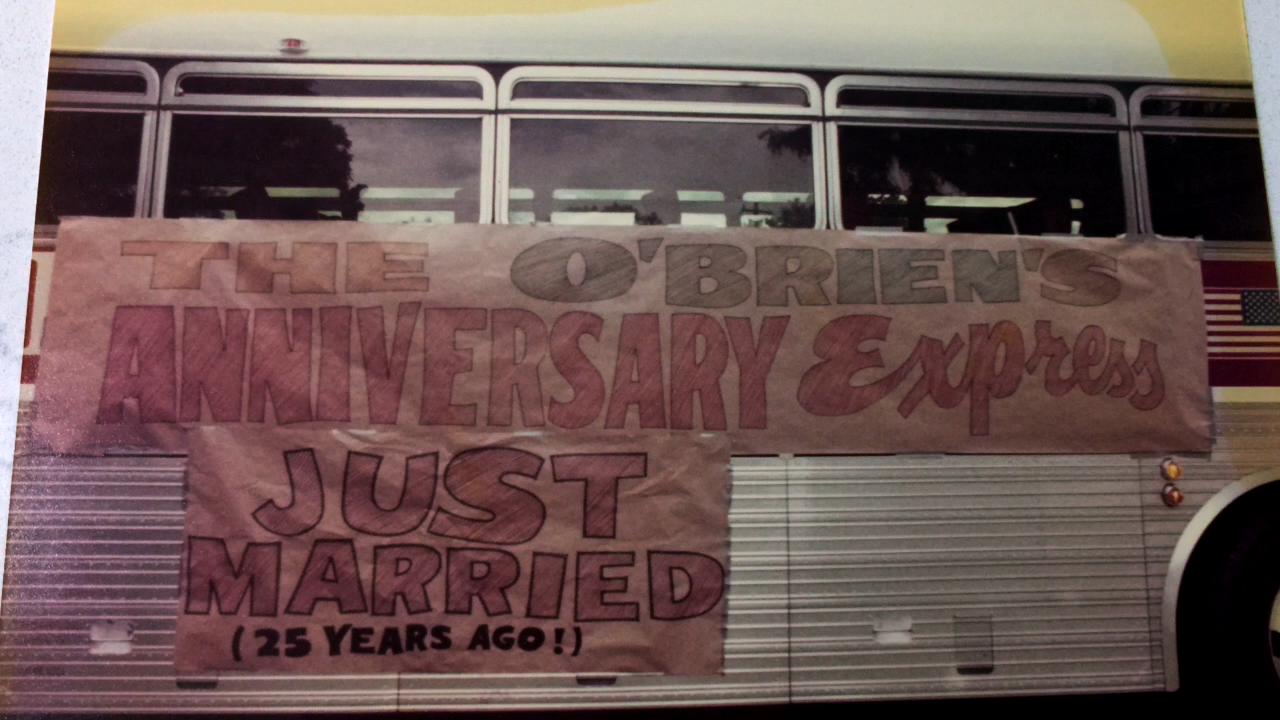 THE O'BRIEN'S
ANNIVERSARY Express
JUST
MARRIED
(25 YEARS AGO!)